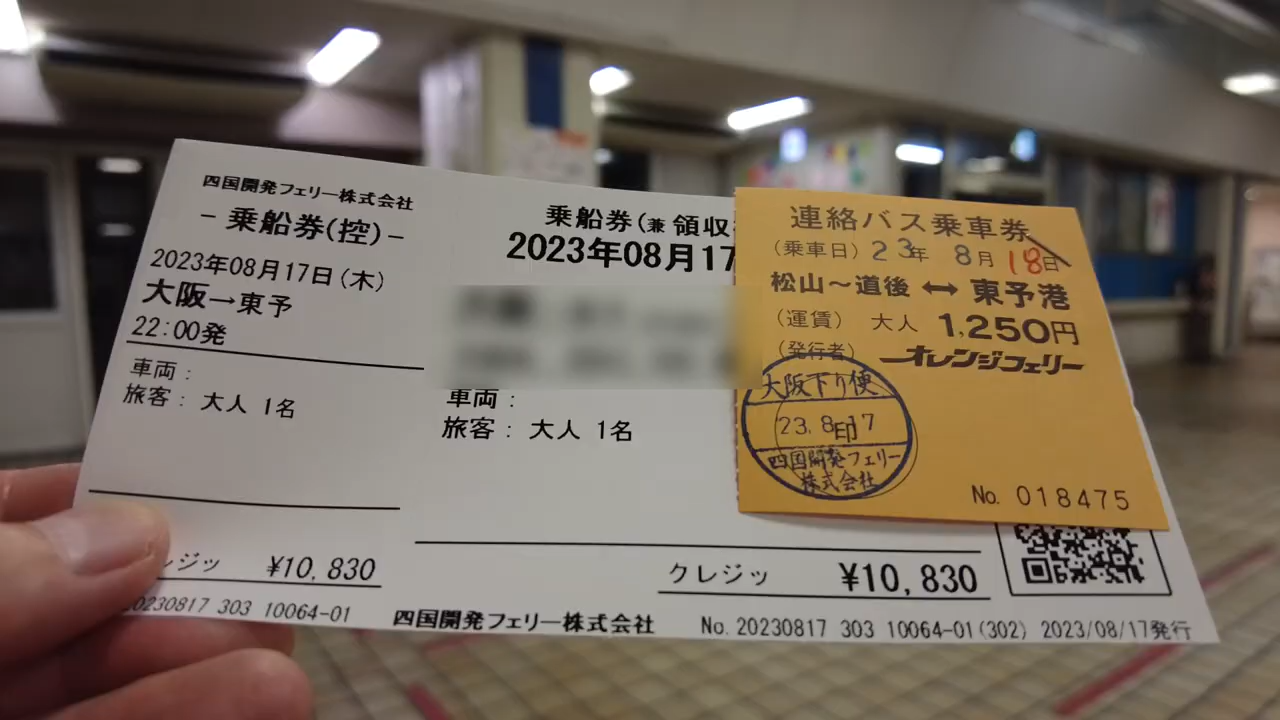 四国開発フェリー株式会社
- 乗船券(控) -
2023年08月17日(木)
大阪→東予
22:00発
車両:
旅客: 大人 1名
レジッ ¥10,830
20230817 303 10064-01
乗船券(兼 領収
2023年08月17
車両:
旅客: 大人 1名
クレジッ ¥10,830
四国開発フェリー株式会社 No. 20230817 303 10064-01(302) 2023/08/17発行
連絡バス乗車券
(乗車日) 23年 8月 18日
松山～道後 ↔ 東予港
(運賃) 大人 1,250円
(発行者) オレンジフェリー
大阪下り便
23. 8. 17
印
四国開発フェリー
株式会社
No. 018475